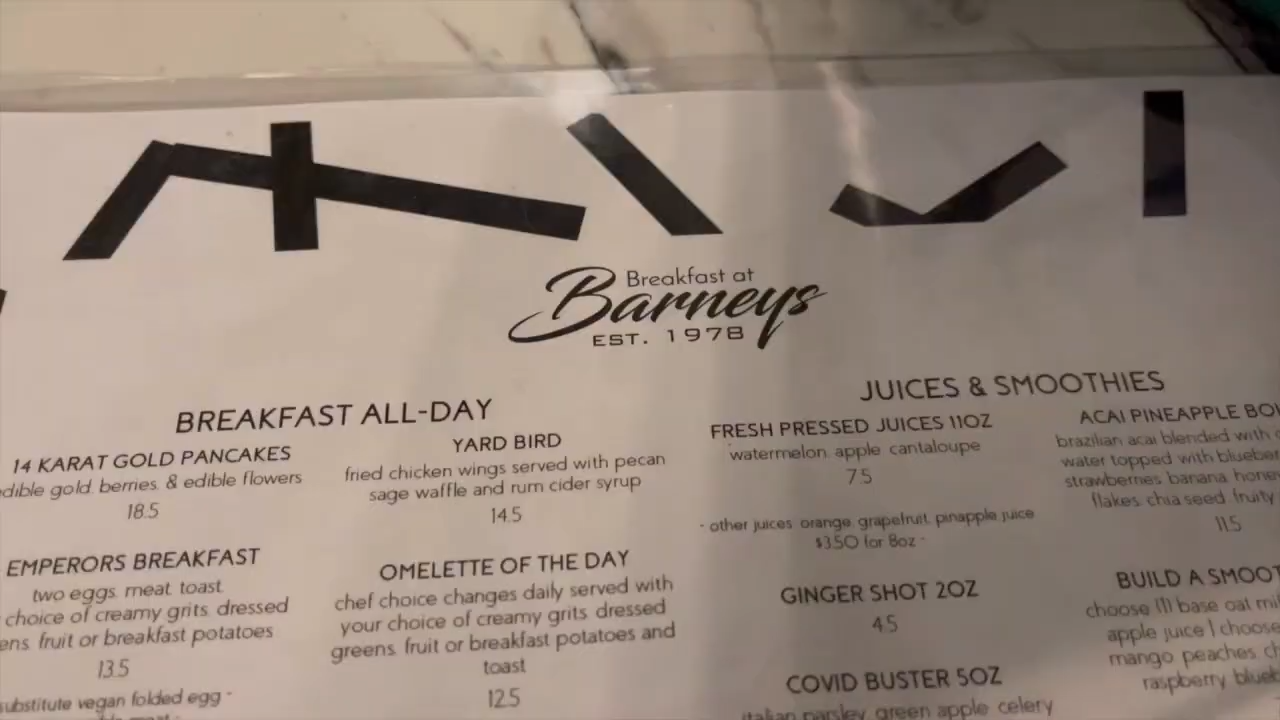 Breakfast at
Barneys
EST. 1978
BREAKFAST ALL-DAY
14 KARAT GOLD PANCAKES
edible gold. berries. & edible flowers
18.5
EMPERORS BREAKFAST
two eggs. meat. toast
choice of creamy grits. dressed
fruit or breakfast potatoes
13.5
substitute vegan folded egg -
YARD BIRD
fried chicken wings served with pecan
sage waffle and rum cider syrup
14.5
OMELETTE OF THE DAY
chef choice changes daily served with
your choice of creamy grits. dressed
greens. fruit or breakfast potatoes and
toast
12.5
JUICES & SMOOTHIES
FRESH PRESSED JUICES 11OZ
watermelon. apple. cantaloupe
7.5
- other juices. orange. grapefruit. pinapple juice
$3.50 for 8oz -
GINGER SHOT 2OZ
4.5
COVID BUSTER 5OZ
italian parsley. green apple. celery
ACAI PINEAPPLE
brazilian acai blended with
water topped with
strawberries. banana.
flakes. chia seed. fruity
11.5
BUILD A
choose (1) base oat
apple juice | choose
mango. peaches.
raspberry.